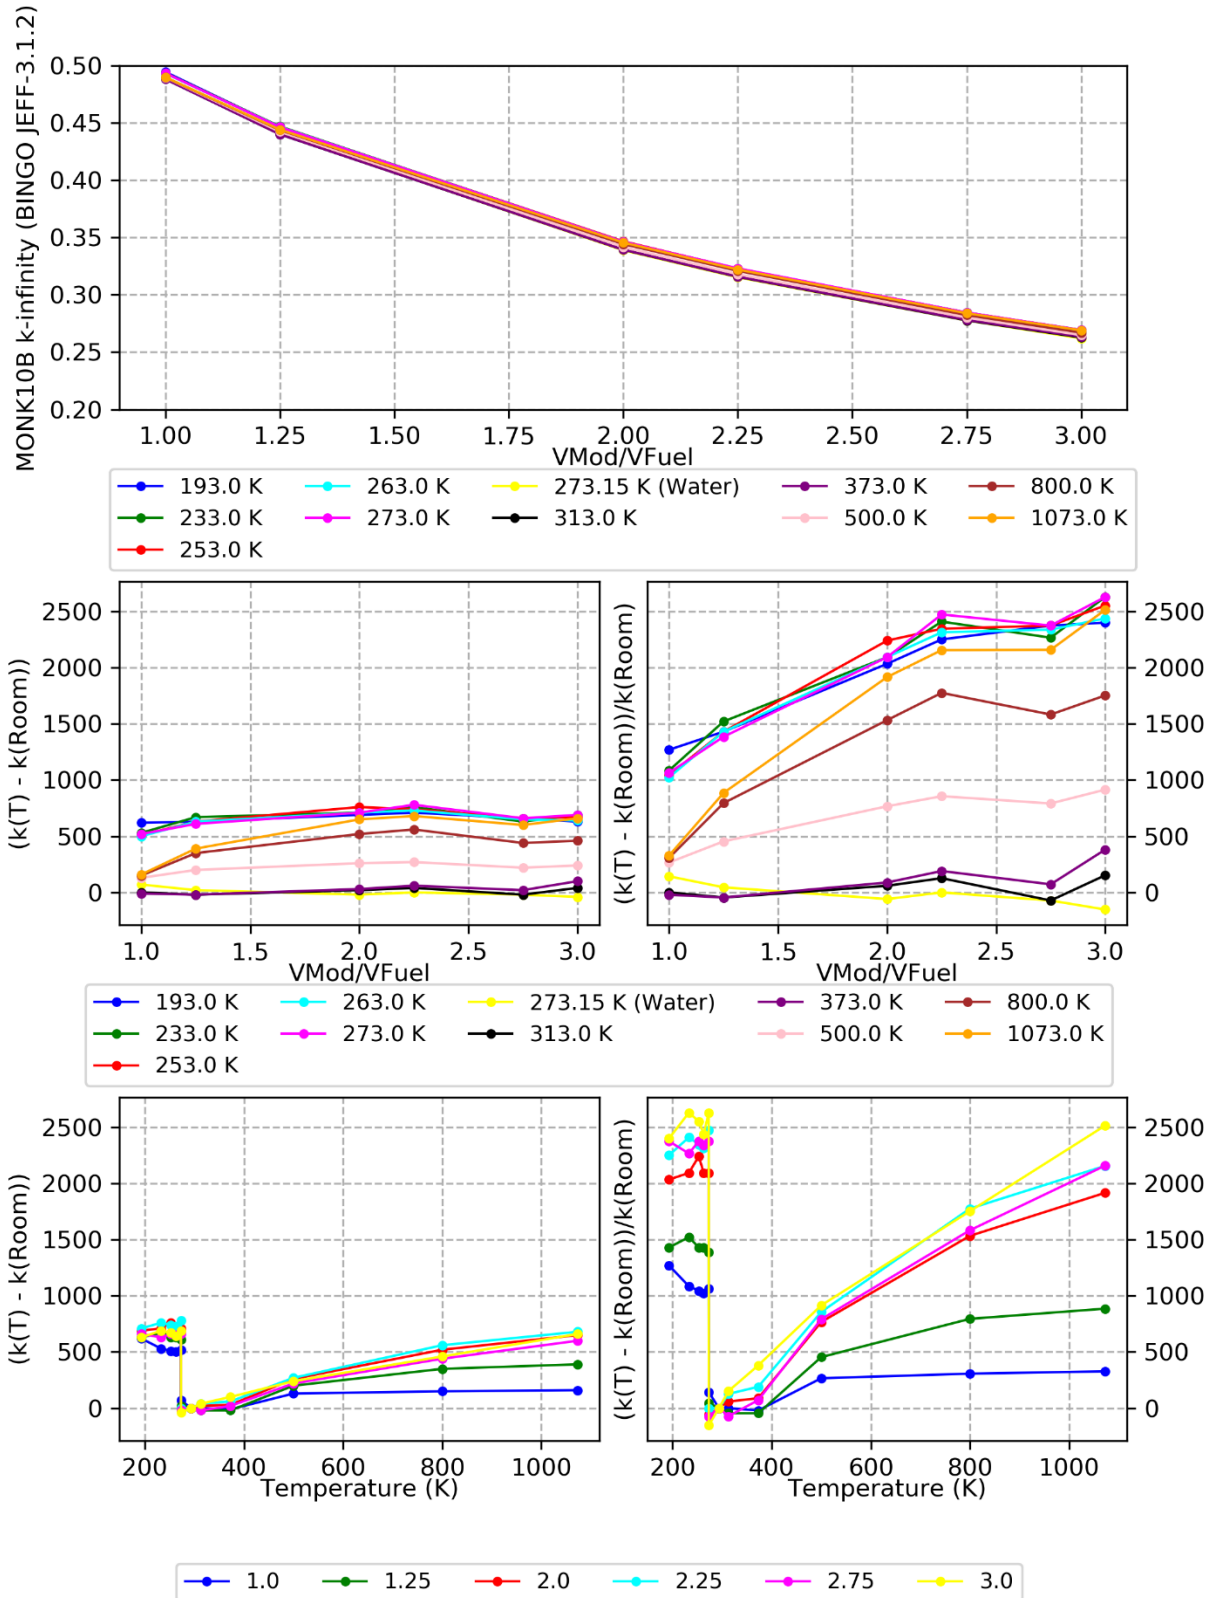 MONK10B k-infinity (BINGO JEFF-3.1.2)
0.50
0.45
0.40
0.35
0.30
0.25
0.20
1.00 1.25 1.50 1.75 2.00 2.25 2.50 2.75 3.00
VMod/VFuel
193.0 K 263.0 K 273.15 K (Water) 373.0 K 800.0 K
233.0 K 273.0 K 313.0 K 500.0 K 1073.0 K
253.0 K
(k(T) - k(Room))
2500
2000
1500
1000
500
0
1.0 1.5 2.0 2.5 3.0
VMod/VFuel
(k(T) - k(Room))/k(Room)
2500
2000
1500
1000
500
0
1.0 1.5 2.0 2.5 3.0
VMod/VFuel
193.0 K 263.0 K 273.15 K (Water) 373.0 K 800.0 K
233.0 K 273.0 K 313.0 K 500.0 K 1073.0 K
253.0 K
(k(T) - k(Room))
2500
2000
1500
1000
500
0
200 400 600 800 1000
Temperature (K)
(k(T) - k(Room))/k(Room)
2500
2000
1500
1000
500
0
200 400 600 800 1000
Temperature (K)
1.0 1.25 2.0 2.25 2.75 3.0